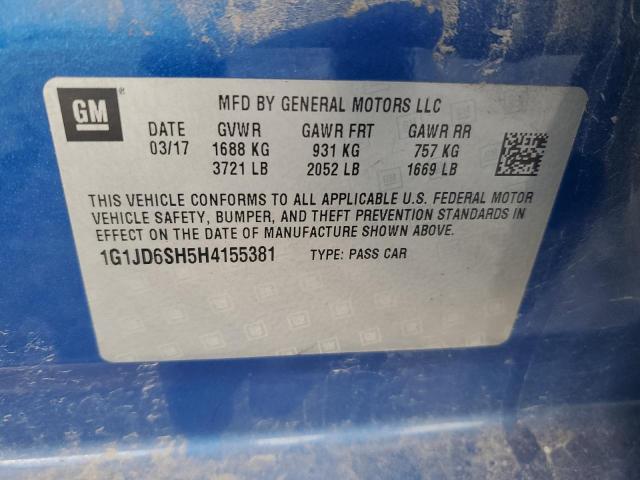 GM
MFD BY GENERAL MOTORS LLC
DATE GVWR GAWR FRT GAWR RR
03/17 1688 KG 931 KG 757 KG
3721 LB 2052 LB 1669 LB
THIS VEHICLE CONFORMS TO ALL APPLICABLE U.S. FEDERAL MOTOR
VEHICLE SAFETY, BUMPER, AND THEFT PREVENTION STANDARDS IN
EFFECT ON THE DATE OF MANUFACTURE SHOWN ABOVE.
1G1JD6SH5H4155381 TYPE: PASS CAR